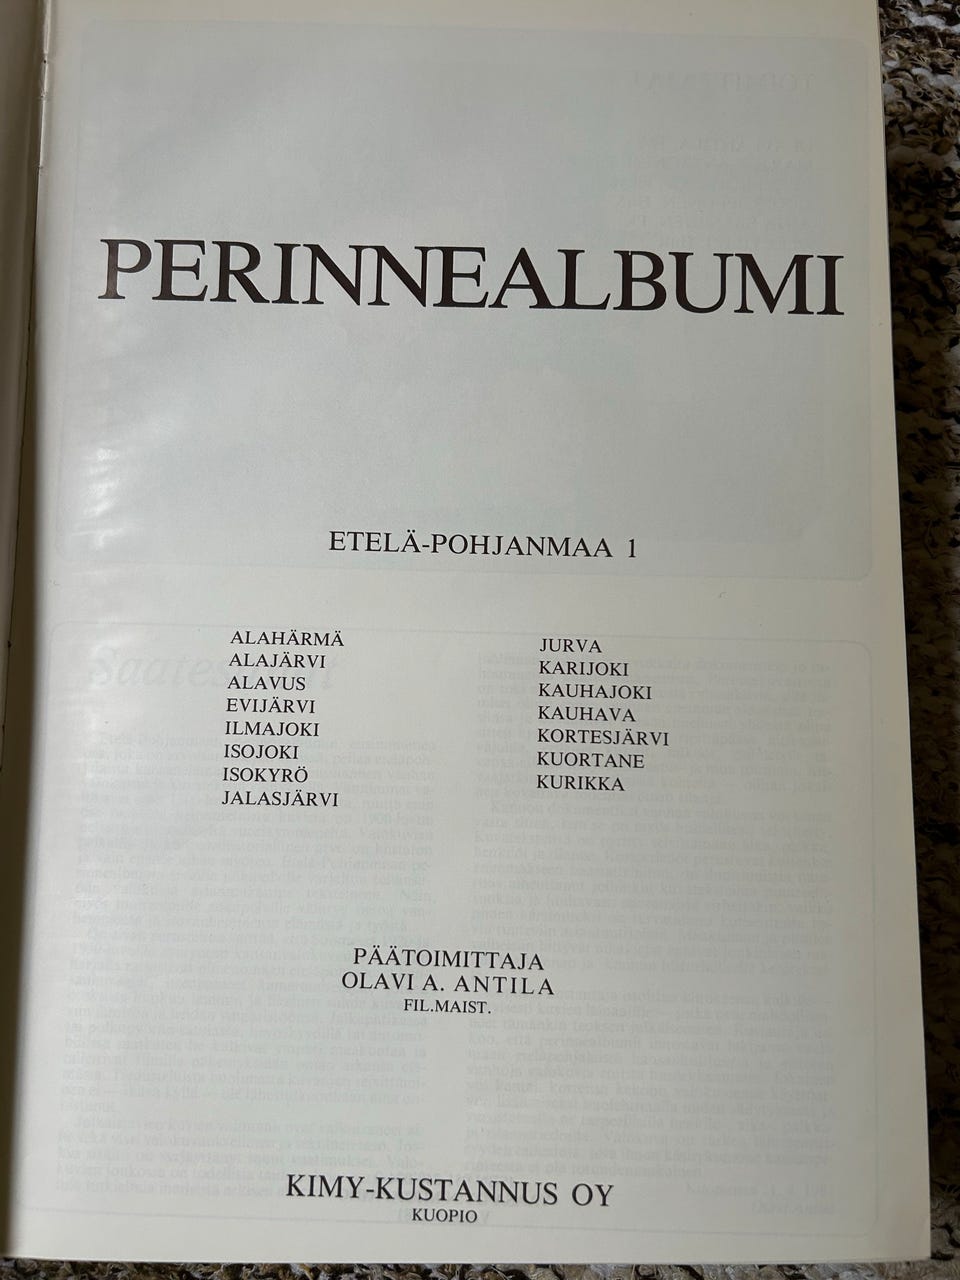 PERINNEALBUMI
ETELÄ-POHJANMAA 1
ALAHÄRMÄ
ALAJÄRVI
ALAVUS
EVIJÄRVI
ILMAJOKI
ISOJOKI
ISOKYRÖ
JALASJÄRVI
JURVA
KARIJOKI
KAUHAJOKI
KAUHAVA
KORTESJÄRVI
KUORTANE
KURIKKA
PÄÄTOIMITTAJA
OLAVI A. ANTILA
FIL.MAIST.
KIMY-KUSTANNUS OY
KUOPIO